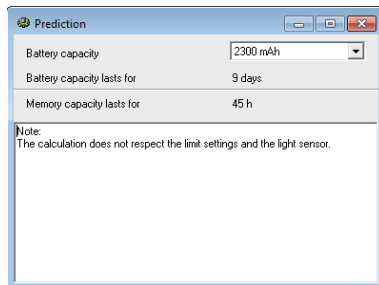 Prediction
Battery capacity 2300 mAh
Battery capacity lasts for 9 days
Memory capacity lasts for 45 h
Note:
The calculation does not respect the limit settings and the light sensor.